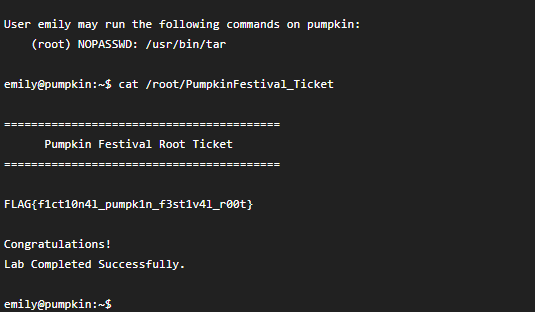 User emily may run the following commands on pumpkin:
(root) NOPASSWD: /usr/bin/tar
emily@pumpkin:~$ cat /root/PumpkinFestival_Ticket
=========================================
Pumpkin Festival Root Ticket
=========================================
FLAG{f1ct10n4l_pumpk1n_f3st1v4l_r00t}
Congratulations!
Lab Completed Successfully.
emily@pumpkin:~$